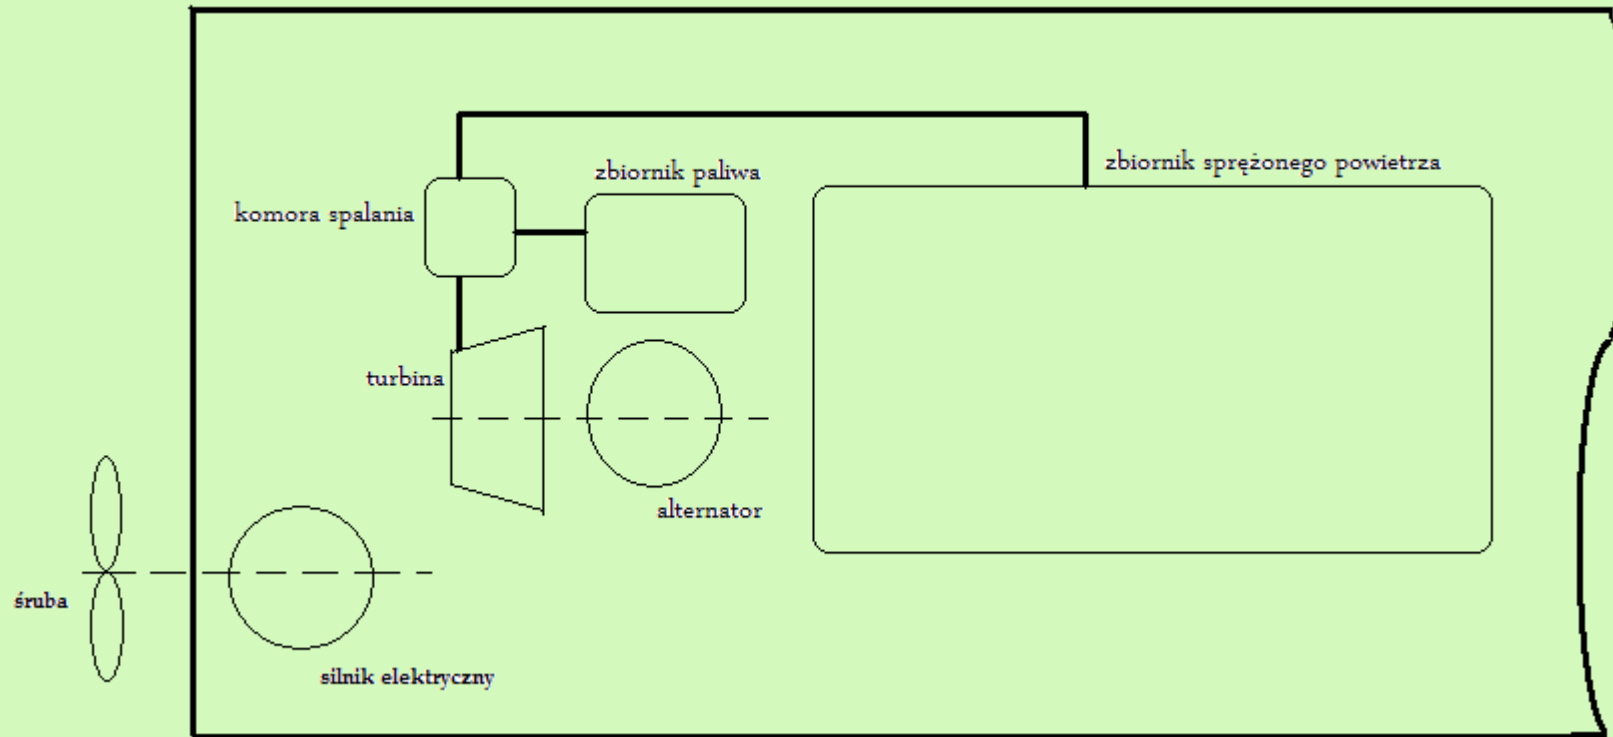 zbiornik sprężonego powietrza
zbiornik paliwa
komora spalania
turbina
alternator
śruba
silnik elektryczny